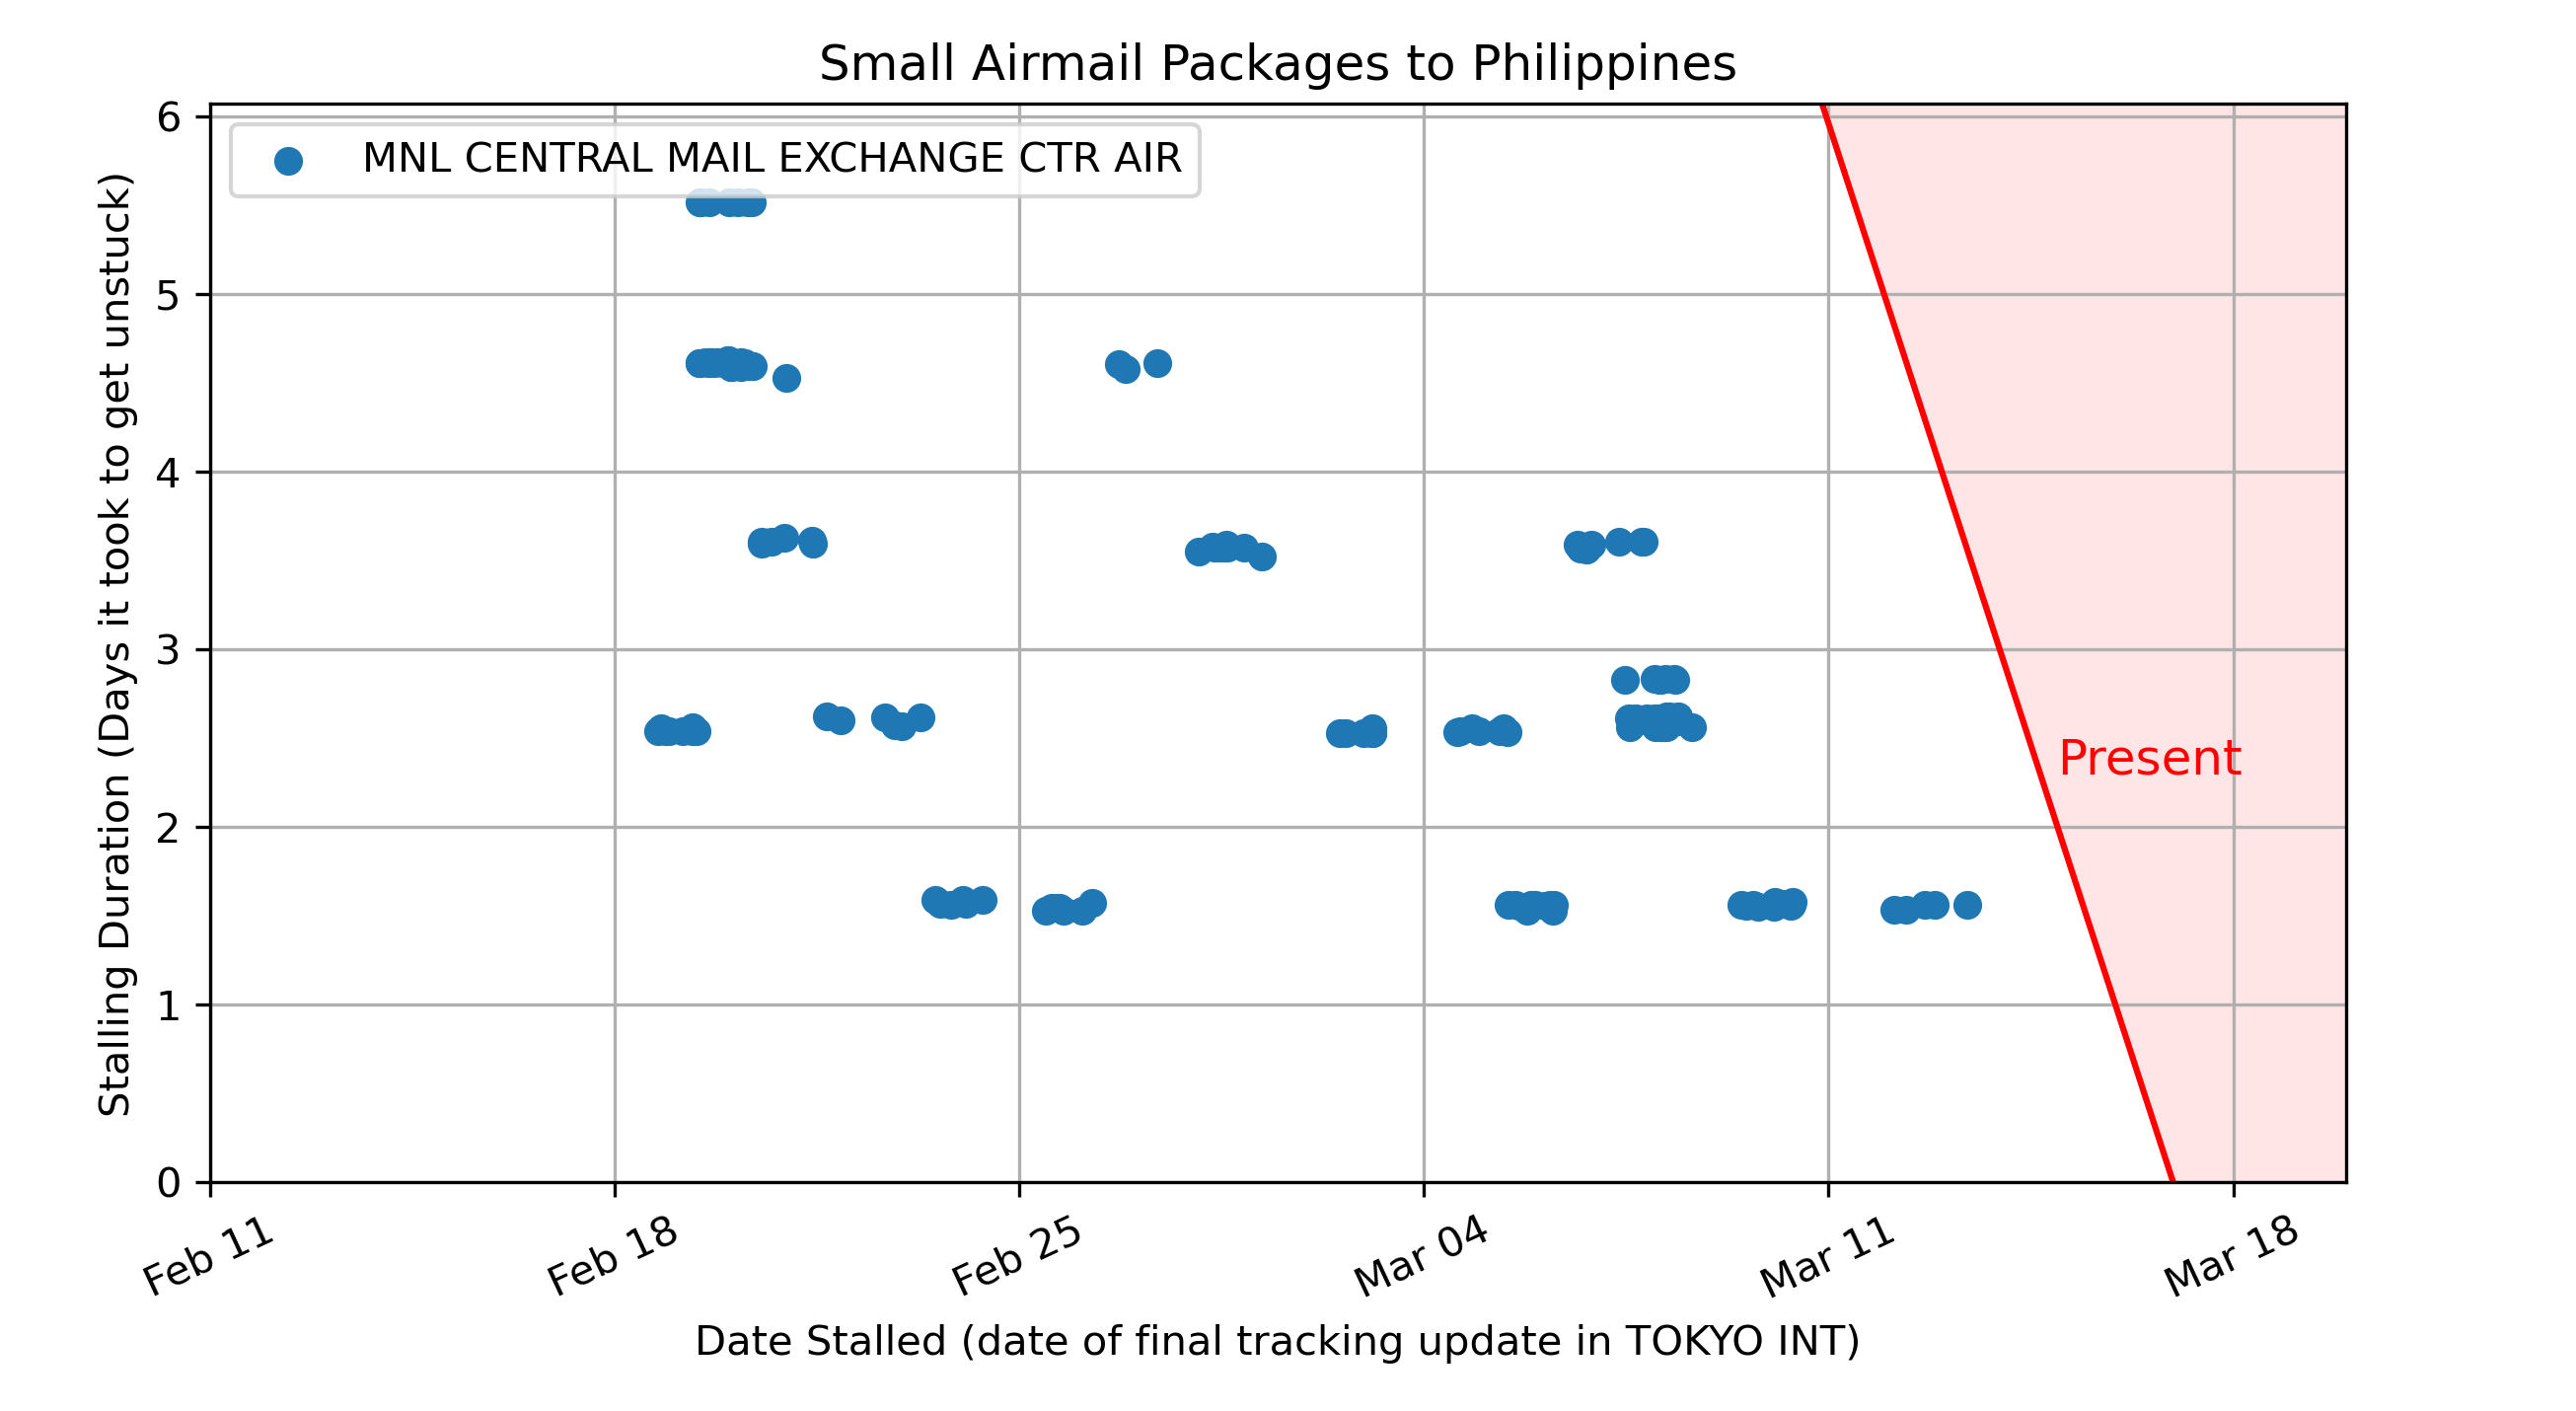 Small Airmail Packages to Philippines
MNL CENTRAL MAIL EXCHANGE CTR AIR
Stalling Duration (Days it took to get unstuck)
6
5
4
3
2
1
0
Present
Feb 11
Feb 18
Feb 25
Mar 04
Mar 11
Mar 18
Date Stalled (date of final tracking update in TOKYO INT)